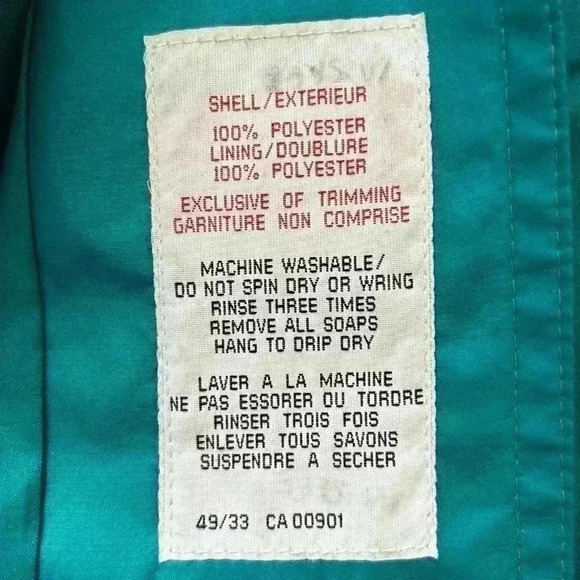 SHELL/EXTERIEUR
100% POLYESTER
LINING/DOUBLURE
100% POLYESTER
EXCLUSIVE OF TRIMMING
GARNITURE NON COMPRISE
MACHINE WASHABLE/
DO NOT SPIN DRY OR WRING
RINSE THREE TIMES
REMOVE ALL SOAPS
HANG TO DRIP DRY
LAVER A LA MACHINE
NE PAS ESSORER OU TORDRE
RINSER TROIS FOIS
ENLEVER TOUS SAVONS
SUSPENDRE A SECHER
49/33 CA 00901